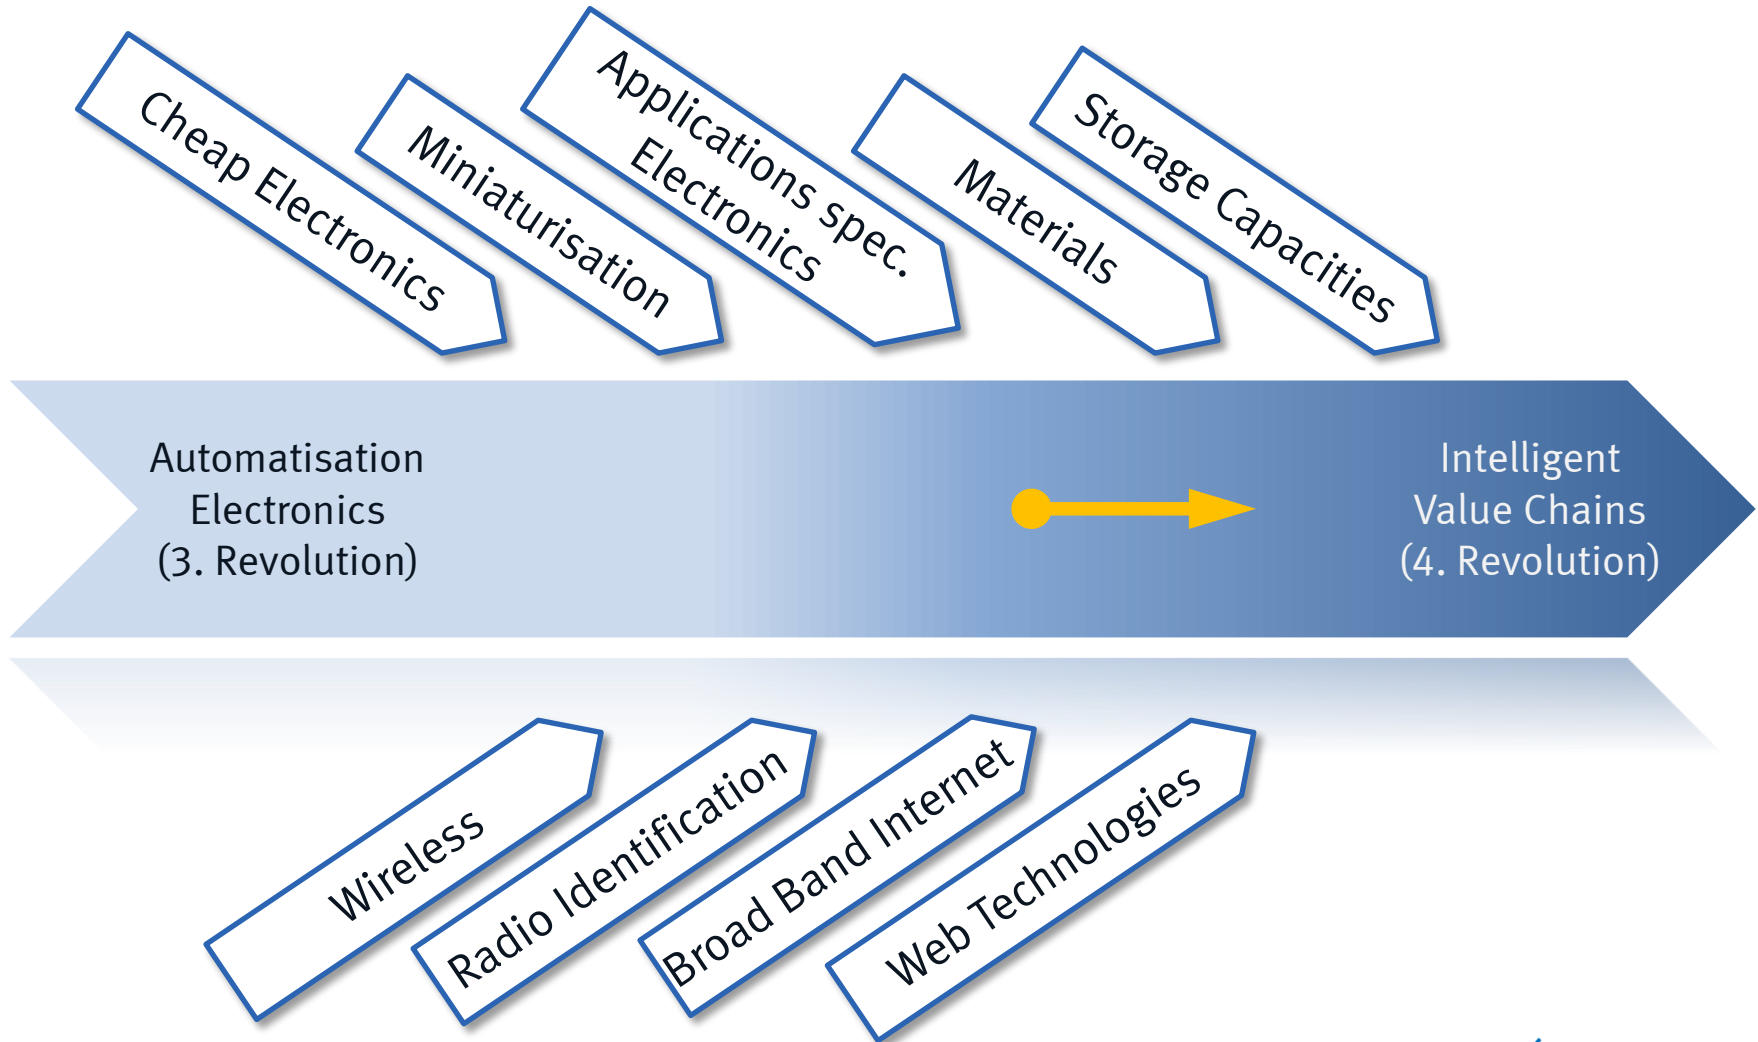 Cheap Electronics
Miniaturisation
Applications spec.
Electronics
Materials
Storage Capacities
Automatisation
Electronics
(3. Revolution)
Intelligent
Value Chains
(4. Revolution)
Wireless
Radio Identification
Broad Band Internet
Web Technologies